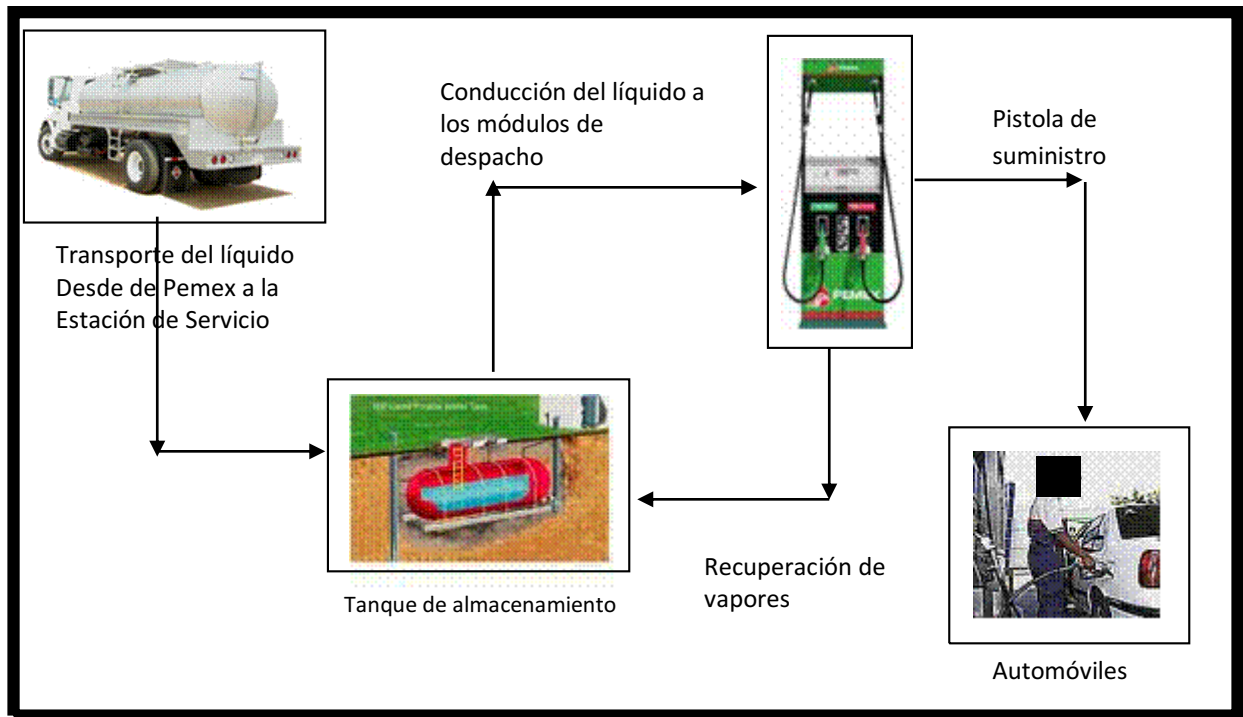 Transporte del líquido
Desde de Pemex a la
Estación de Servicio
Conducción del líquido a
los módulos de
despacho
PEMEX
Pistola de
suministro
Tanque de almacenamiento
Recuperación de
vapores
Automóviles